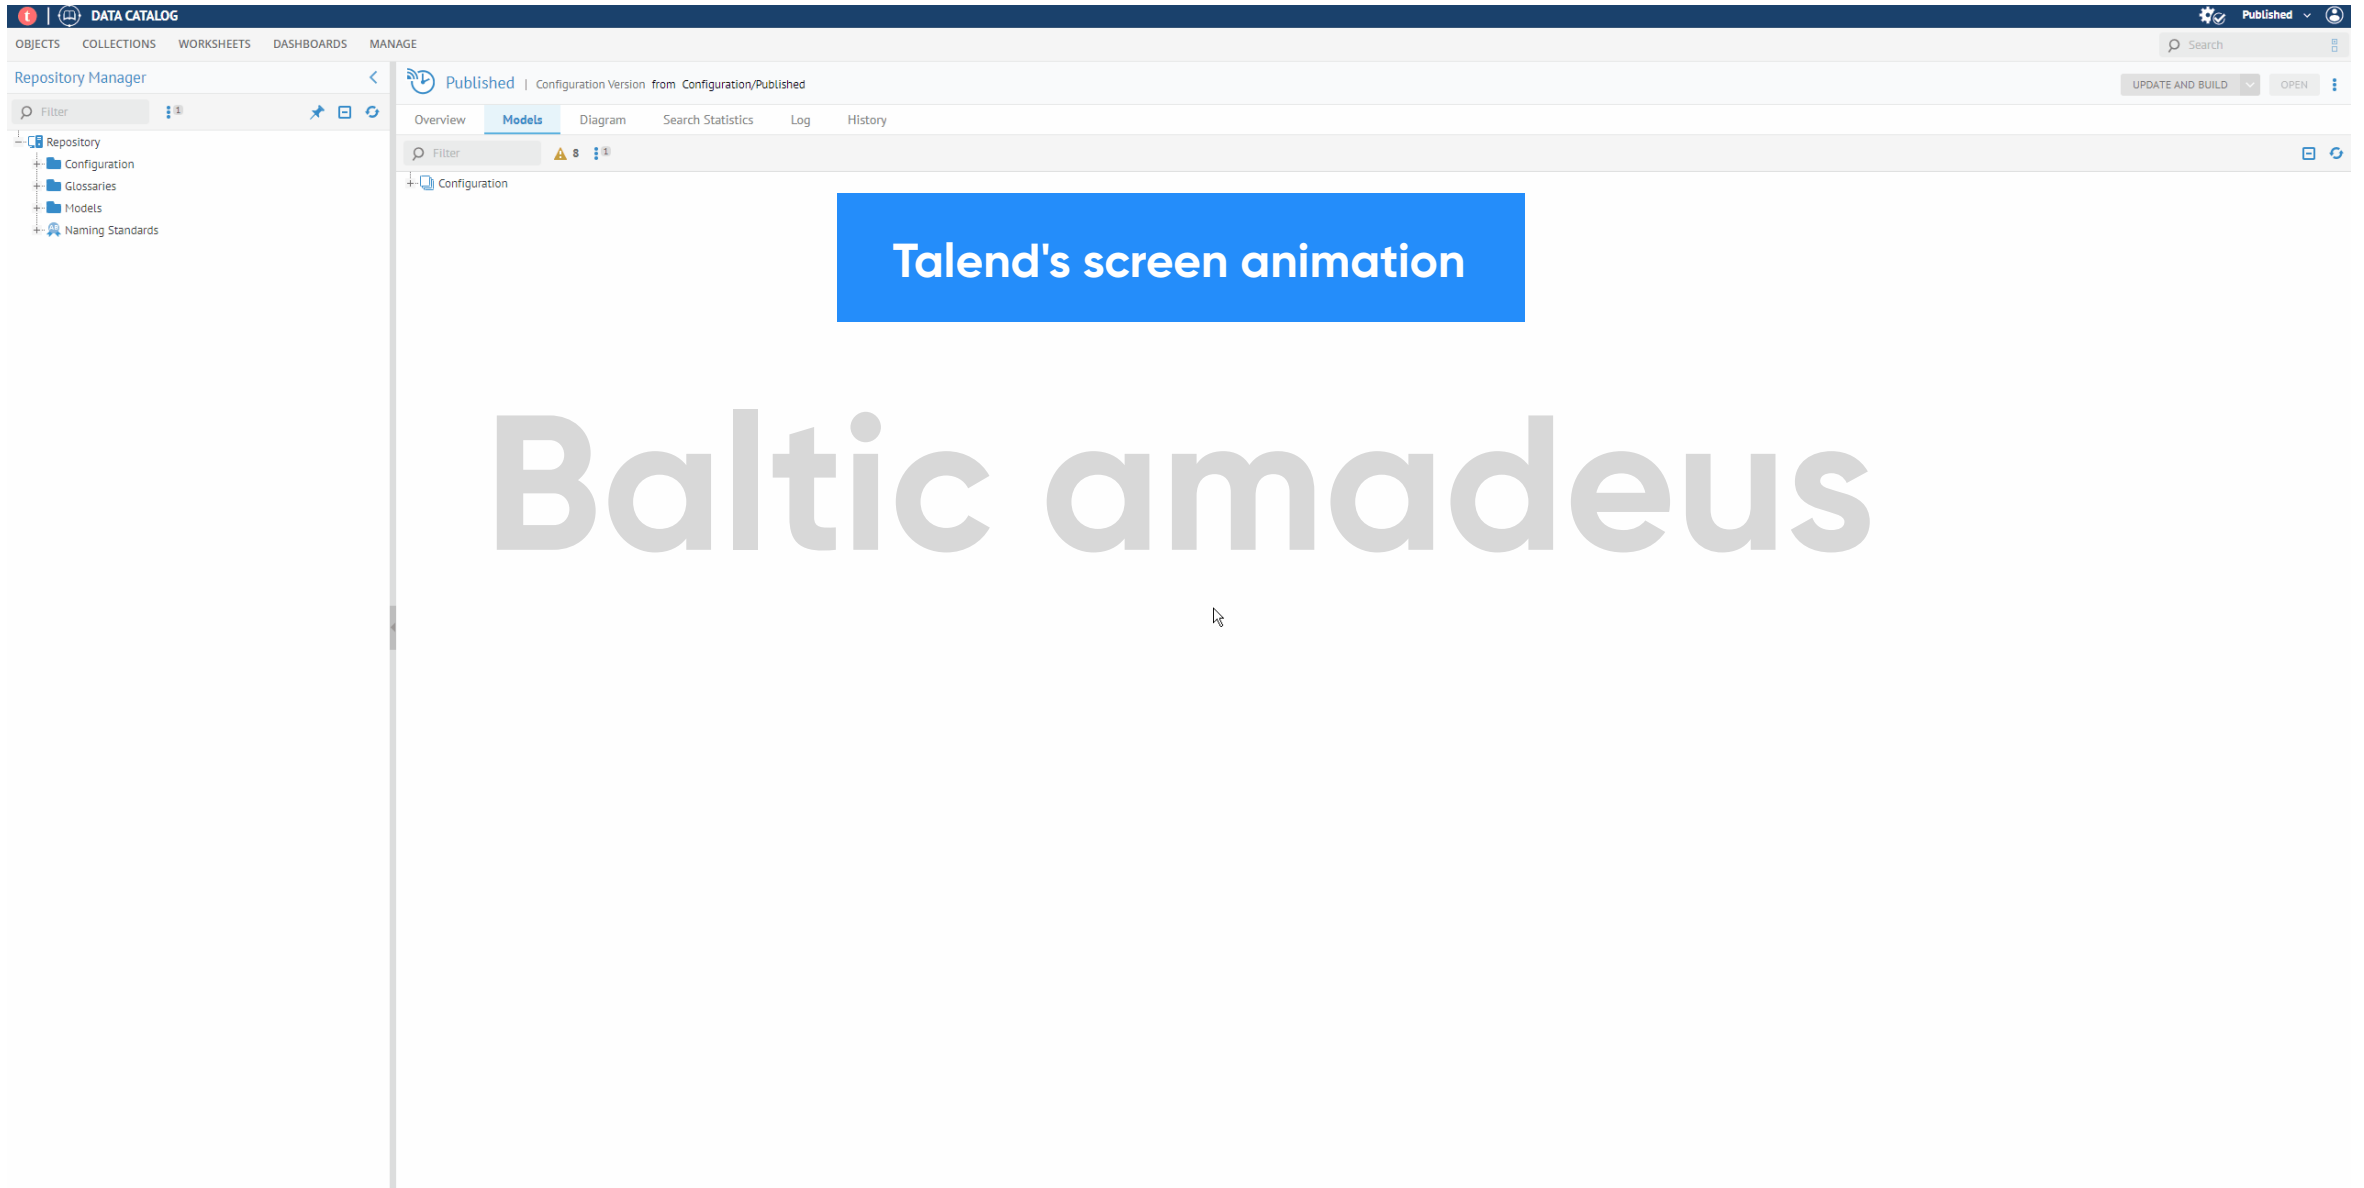 t | DATA CATALOG
Published
OBJECTS COLLECTIONS WORKSHEETS DASHBOARDS MANAGE
Search
Repository Manager
Published | Configuration Version from Configuration/Published
UPDATE AND BUILD OPEN
Filter 1
Overview Models Diagram Search Statistics Log History
Repository
Filter 8 1
Configuration
Configuration
Glossaries
Models
Naming Standards
Talend's screen animation
Baltic amadeus